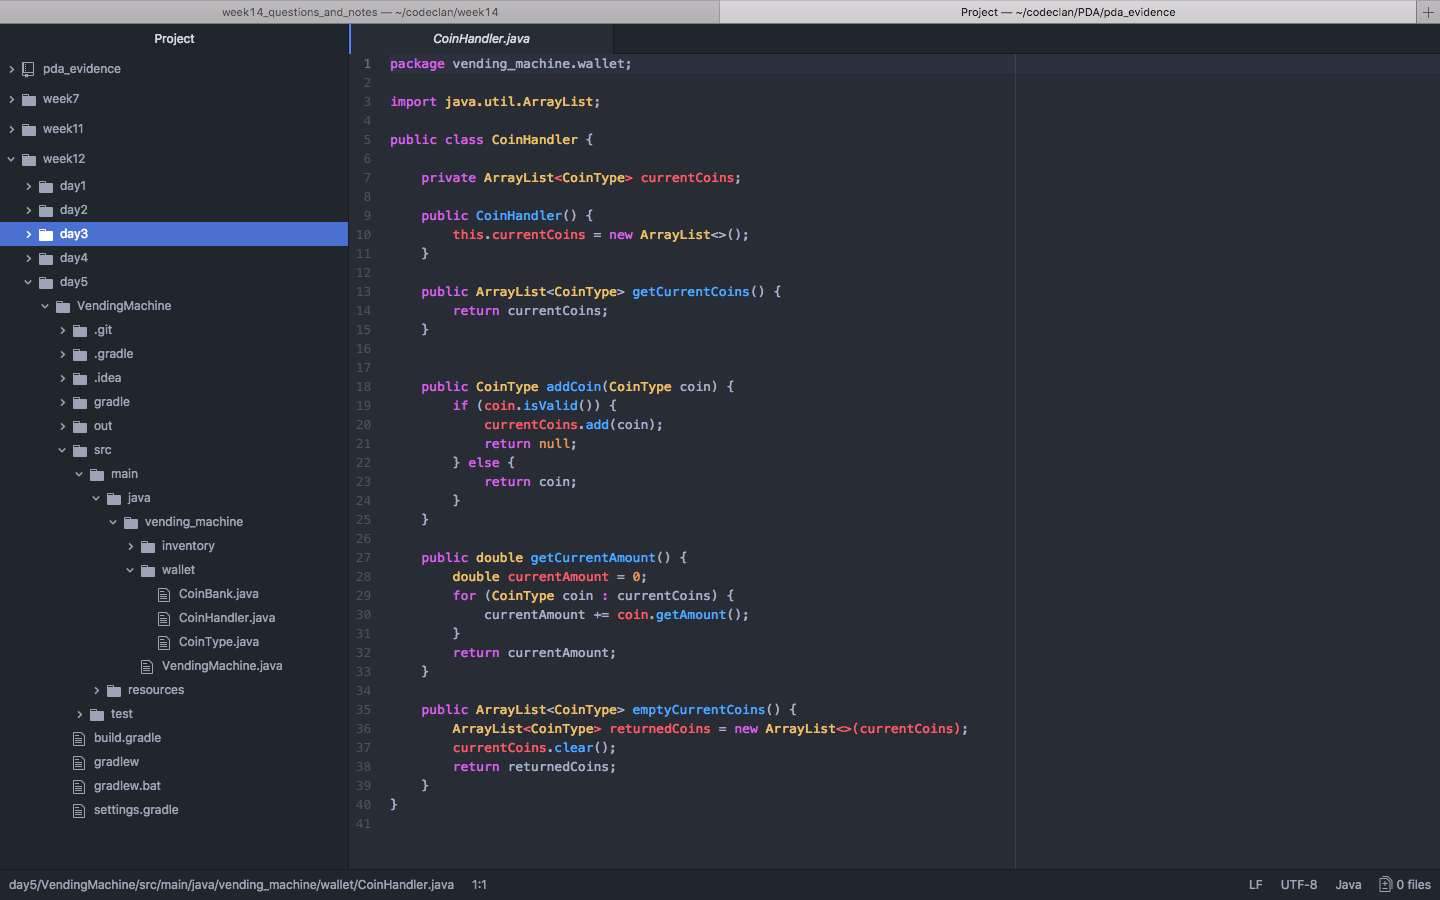 week14_questions_and_notes — ~/codeclan/week14
Project — ~/codeclan/PDA/pda_evidence
Project
pda_evidence
week7
week11
week12
day1
day2
day3
day4
day5
VendingMachine
.git
.gradle
.idea
gradle
out
src
main
java
vending_machine
inventory
wallet
CoinBank.java
CoinHandler.java
CoinType.java
VendingMachine.java
resources
test
build.gradle
gradlew
gradlew.bat
settings.gradle
CoinHandler.java
1 package vending_machine.wallet;
2
3 import java.util.ArrayList;
4
5 public class CoinHandler {
6
7     private ArrayList<CoinType> currentCoins;
8
9     public CoinHandler() {
10         this.currentCoins = new ArrayList<>();
11     }
12
13     public ArrayList<CoinType> getCurrentCoins() {
14         return currentCoins;
15     }
16
17
18     public CoinType addCoin(CoinType coin) {
19         if (coin.isValid()) {
20             currentCoins.add(coin);
21             return null;
22         } else {
23             return coin;
24         }
25     }
26
27     public double getCurrentAmount() {
28         double currentAmount = 0;
29         for (CoinType coin : currentCoins) {
30             currentAmount += coin.getAmount();
31         }
32         return currentAmount;
33     }
34
35     public ArrayList<CoinType> emptyCurrentCoins() {
36         ArrayList<CoinType> returnedCoins = new ArrayList<>(currentCoins);
37         currentCoins.clear();
38         return returnedCoins;
39     }
40 }
41
day5/VendingMachine/src/main/java/vending_machine/wallet/CoinHandler.java 1:1 LF UTF-8 Java 0 files